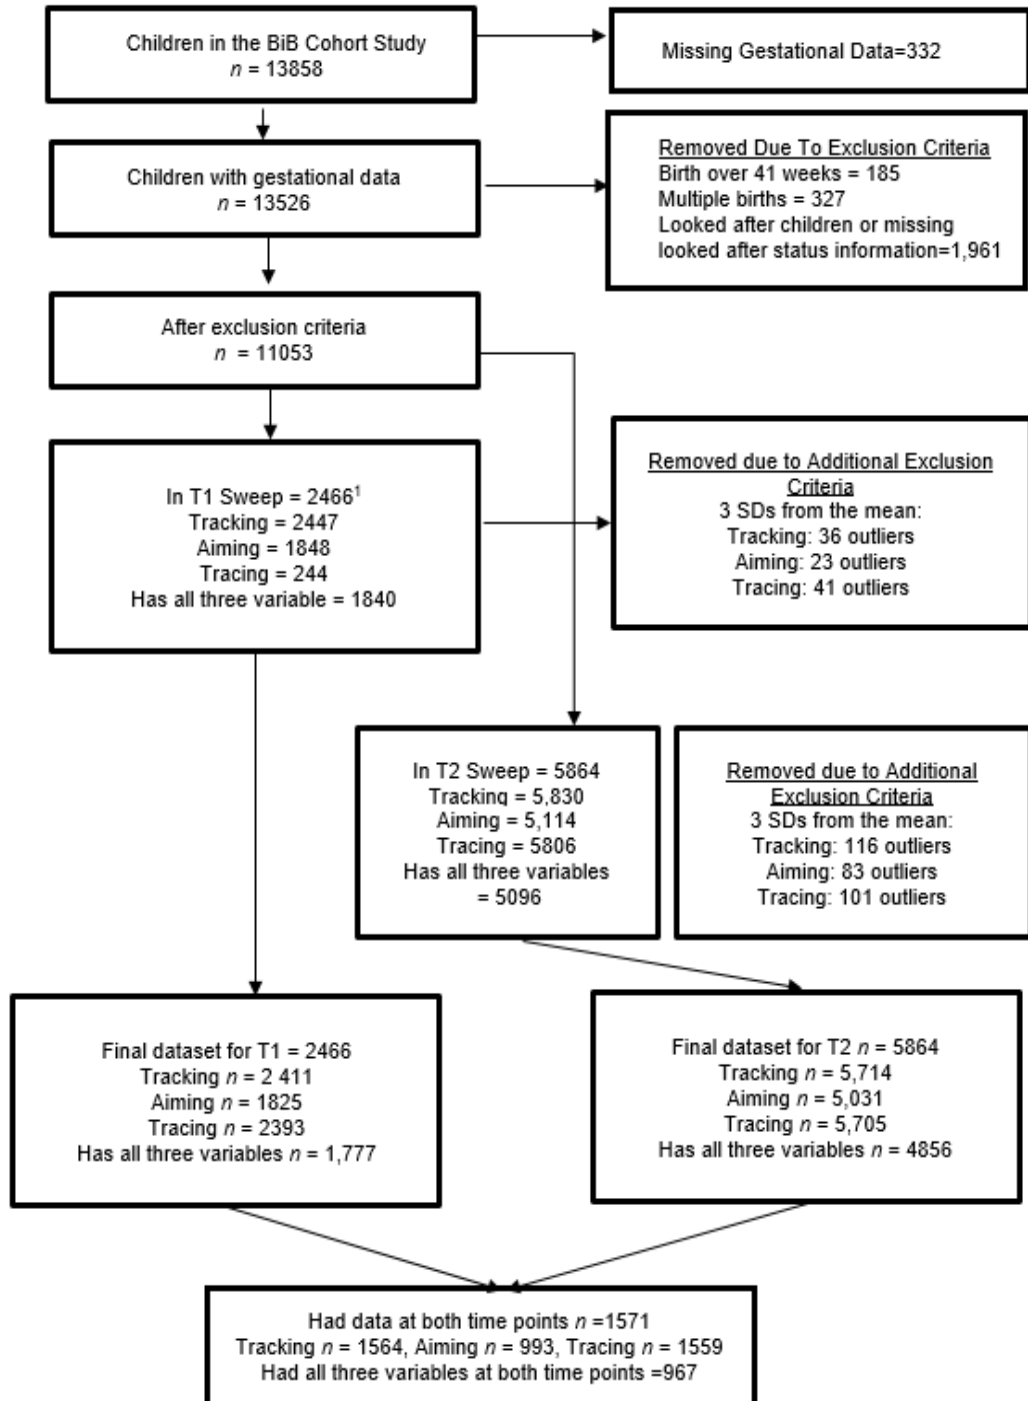 Children in the BiB Cohort Study
n = 13858
Missing Gestational Data=332
Children with gestational data
n = 13526
Removed Due To Exclusion Criteria
Birth over 41 weeks = 185
Multiple births = 327
Looked after children or missing
looked after status information=1,961
After exclusion criteria
n = 11053
In T1 Sweep = 2466¹
Tracking = 2447
Aiming = 1848
Tracing = 244
Has all three variable = 1840
Removed due to Additional Exclusion
Criteria
3 SDs from the mean:
Tracking: 36 outliers
Aiming: 23 outliers
Tracing: 41 outliers
In T2 Sweep = 5864
Tracking = 5,830
Aiming = 5,114
Tracing = 5806
Has all three variables
= 5096
Removed due to Additional
Exclusion Criteria
3 SDs from the mean:
Tracking: 116 outliers
Aiming: 83 outliers
Tracing: 101 outliers
Final dataset for T1 = 2466
Tracking n = 2 411
Aiming n = 1825
Tracing n = 2393
Has all three variables n = 1,777
Final dataset for T2 n = 5864
Tracking n = 5,714
Aiming n = 5,031
Tracing n = 5,705
Has all three variables n = 4856
Had data at both time points n =1571
Tracking n = 1564, Aiming n = 993, Tracing n = 1559
Had all three variables at both time points =967